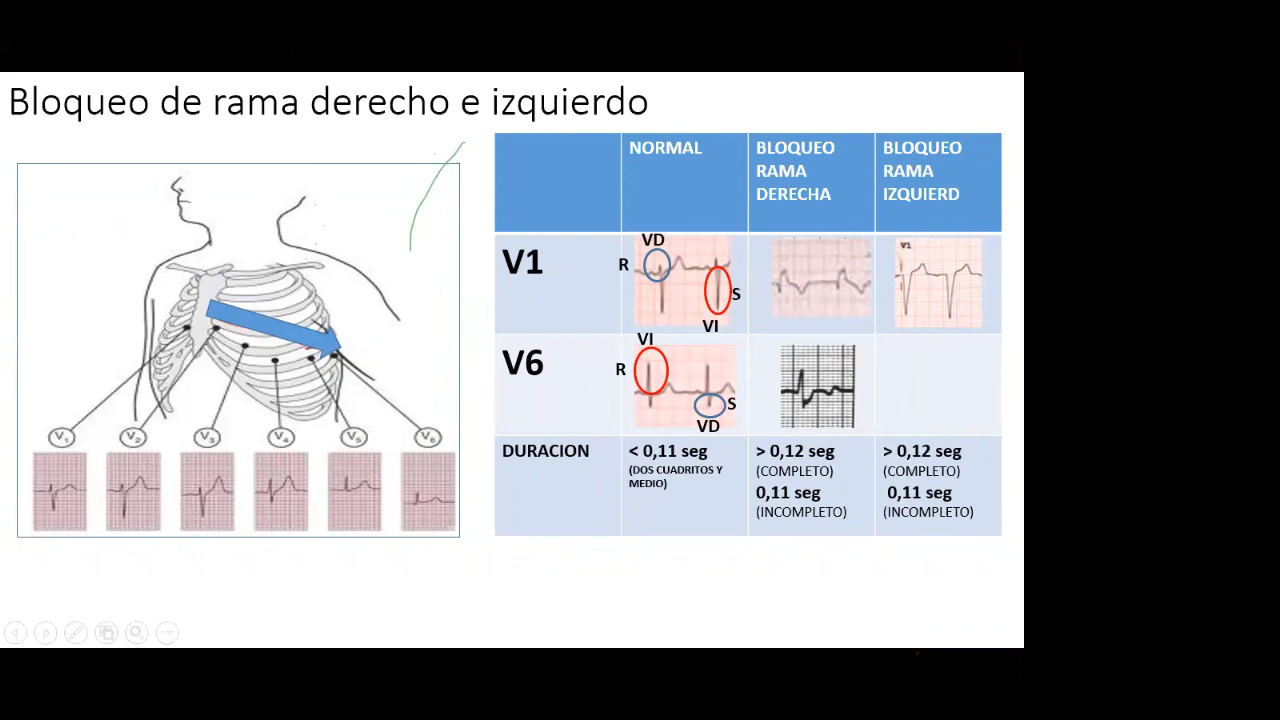 Bloqueo de rama derecho e izquierdo
V1
V2
V3
V4
V5
V6
NORMAL
BLOQUEO
RAMA
DERECHA
BLOQUEO
RAMA
IZQUIERD
V1
VD
R
S
VI
V1
V6
VI
R
S
VD
DURACION
< 0,11 seg
(DOS CUADRITOS Y
MEDIO)
> 0,12 seg
(COMPLETO)
0,11 seg
(INCOMPLETO)
> 0,12 seg
(COMPLETO)
0,11 seg
(INCOMPLETO)